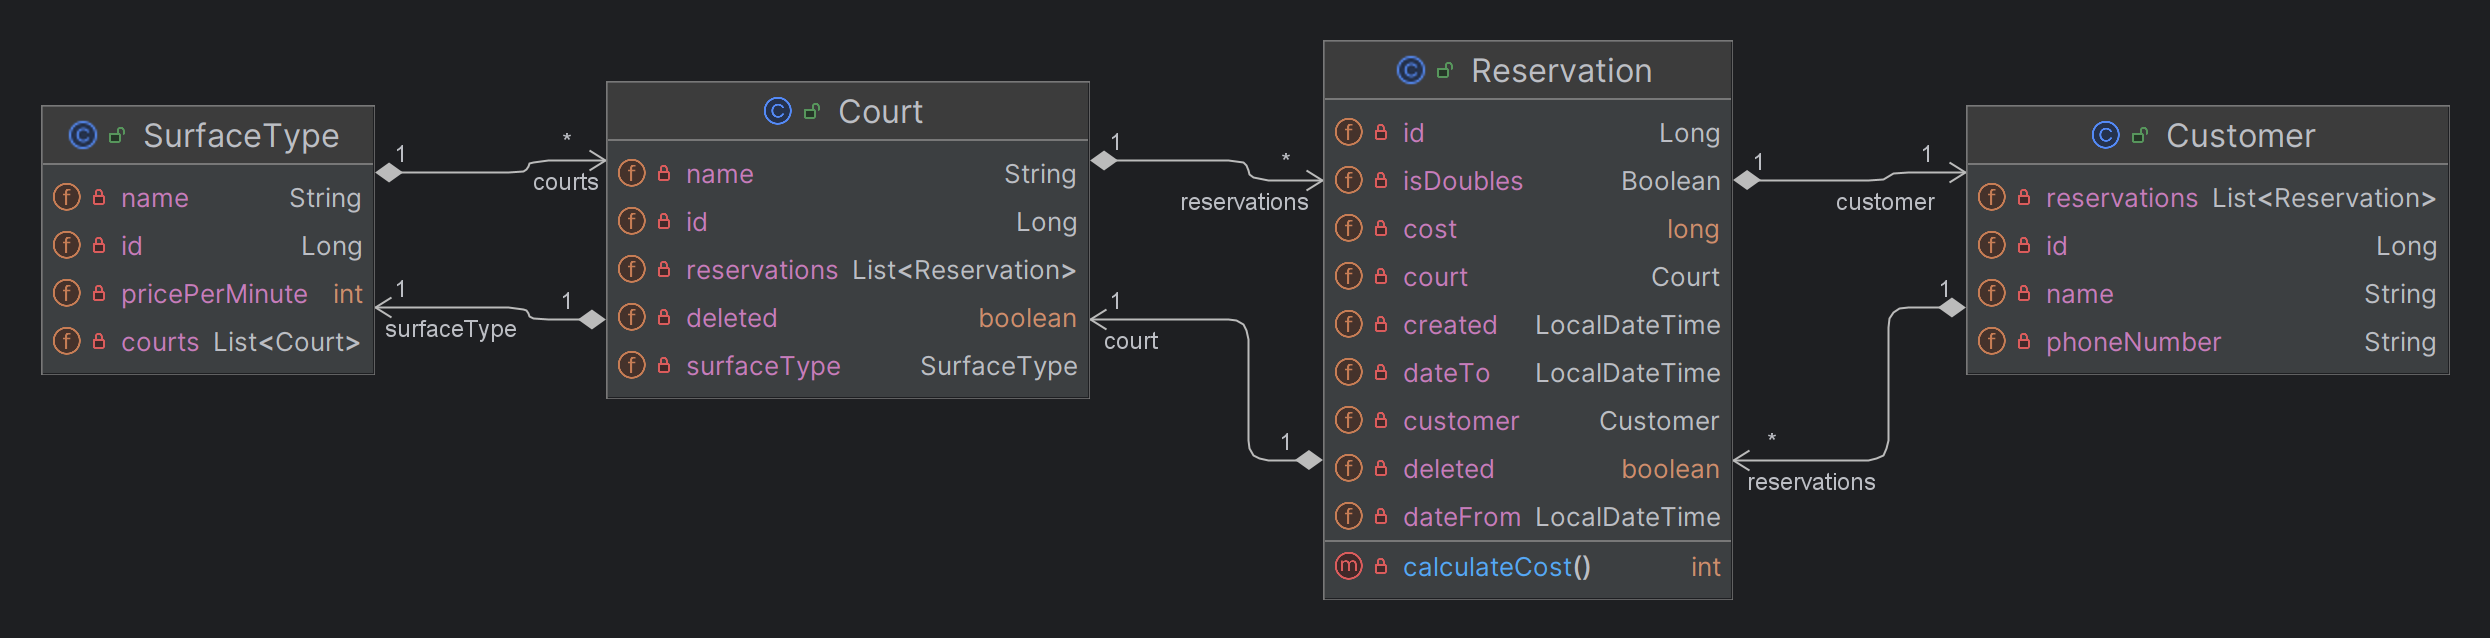 SurfaceType
name String
id Long
pricePerMinute int
courts List<Court>
1
*
courts
1
surfaceType
1
Court
name String
id Long
reservations List<Reservation>
deleted boolean
surfaceType SurfaceType
1
*
reservations
1
court
1
Reservation
id Long
isDoubles Boolean
cost long
court Court
created LocalDateTime
dateTo LocalDateTime
customer Customer
deleted boolean
dateFrom LocalDateTime
calculateCost() int
1
1
customer
1
*
reservations
Customer
reservations List<Reservation>
id Long
name String
phoneNumber String